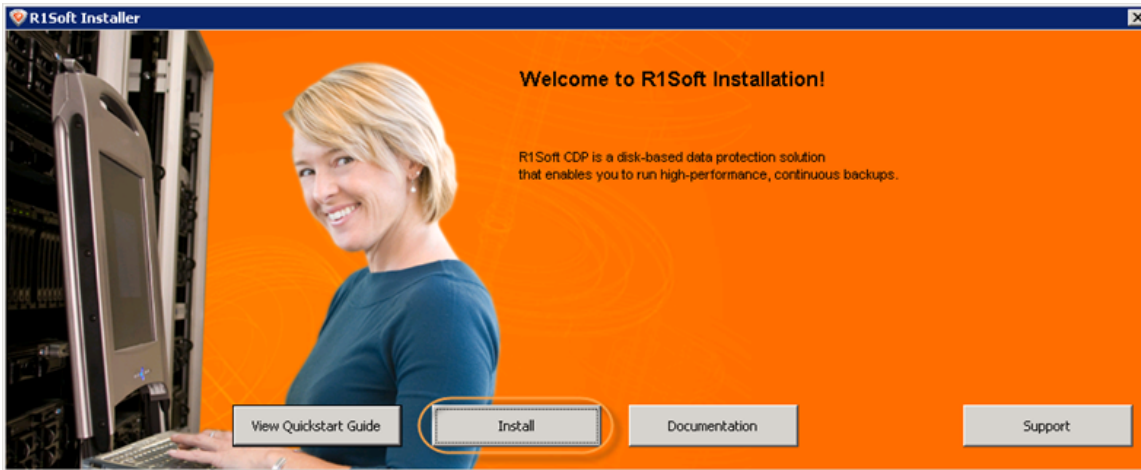 R1Soft Installer
Welcome to R1Soft Installation!
R1Soft CDP is a disk-based data protection solution
that enables you to run high-performance, continuous backups.
View Quickstart Guide
Install
Documentation
Support